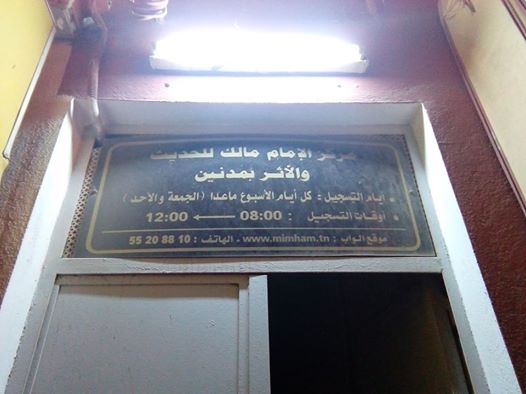 مركز الإمام مالك للحديث
والأثر بمدنين
• أيام التسجيل : كل أيام الأسبوع ماعدا ( الجمعة والأحد )
• أوقات التسجيل : 08:00 ← 12:00
موقع الواب : www.mimham.tn - الهاتف : 55 20 88 10